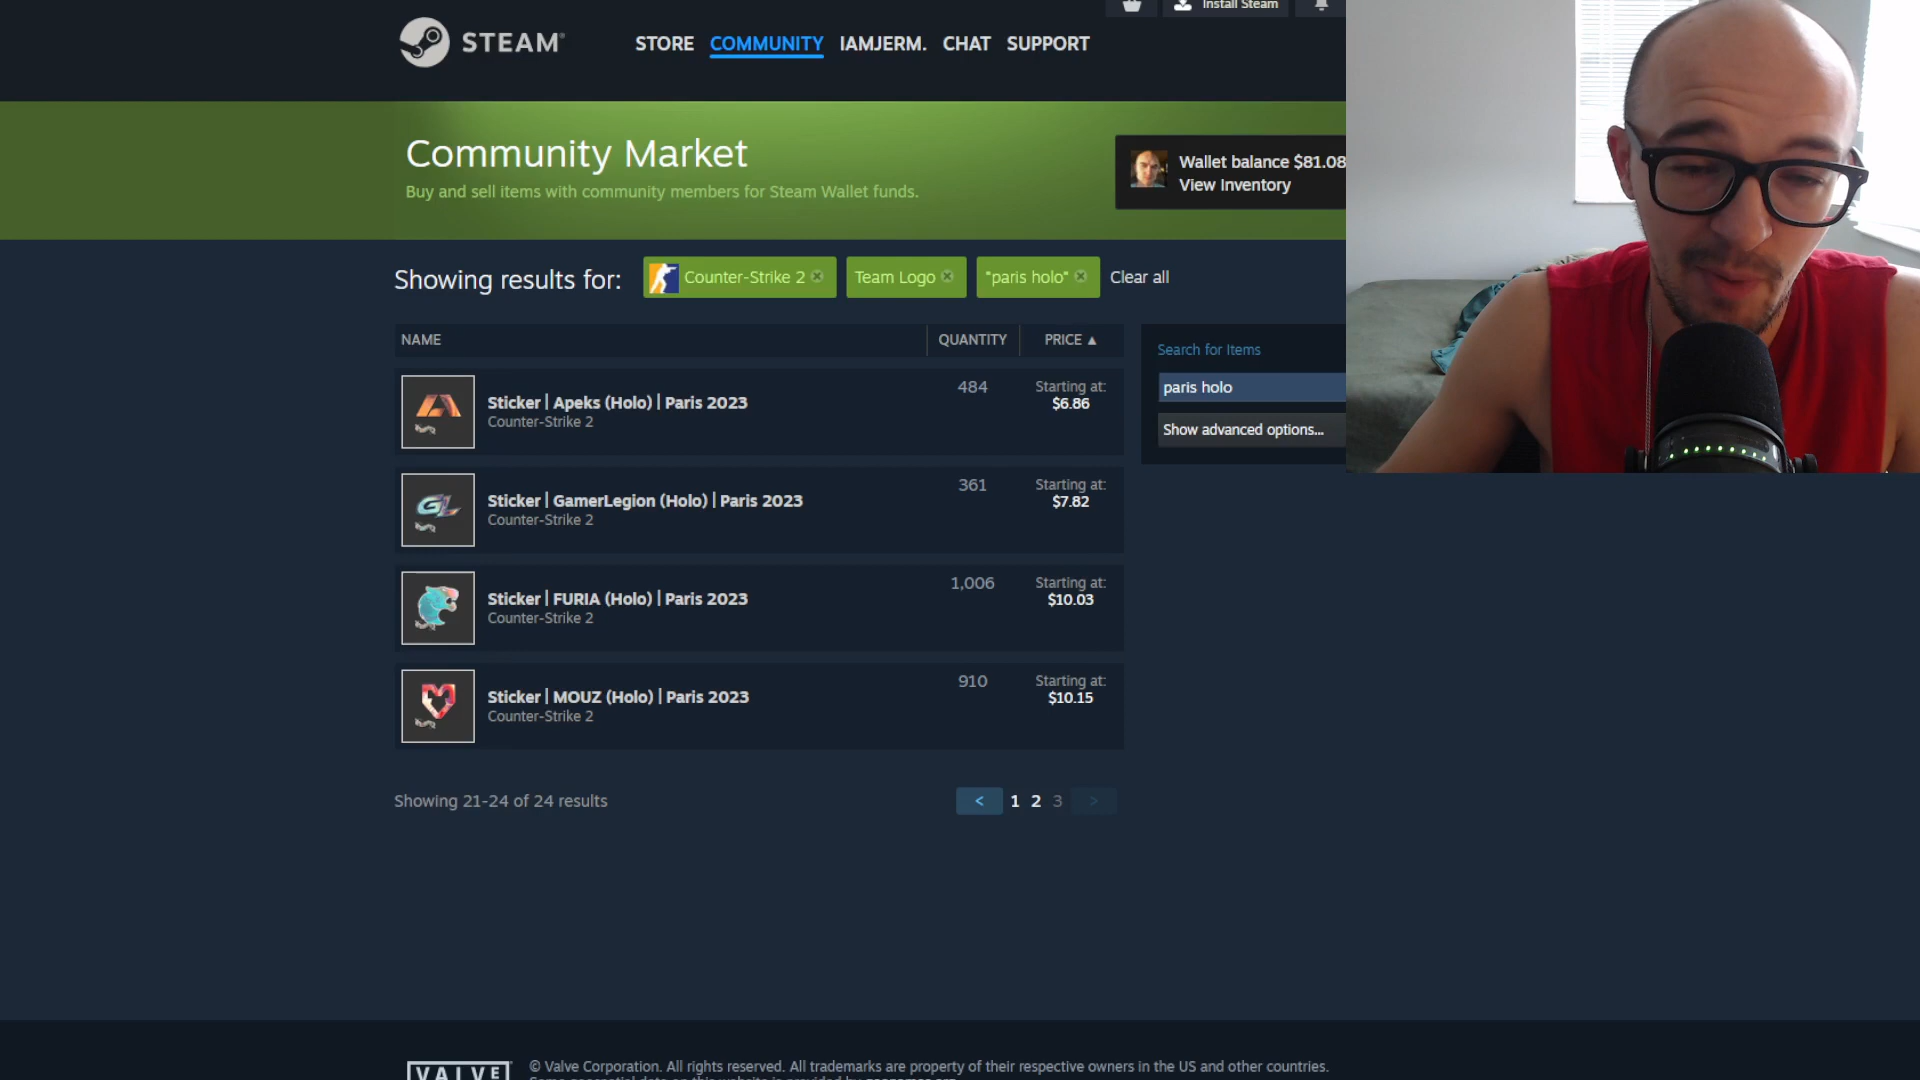 Install Steam
STEAM®
STORE COMMUNITY IAMJERM. CHAT SUPPORT
Community Market
Buy and sell items with community members for Steam Wallet funds.
Wallet balance $81.08
View Inventory
Showing results for: Counter-Strike 2 Team Logo "paris holo" Clear all
NAME QUANTITY PRICE ▲
Search for Items
paris holo
Show advanced options...
Sticker | Apeks (Holo) | Paris 2023
Counter-Strike 2
484
Starting at:
$6.86
Sticker | GamerLegion (Holo) | Paris 2023
Counter-Strike 2
361
Starting at:
$7.82
Sticker | FURIA (Holo) | Paris 2023
Counter-Strike 2
1,006
Starting at:
$10.03
Sticker | MOUZ (Holo) | Paris 2023
Counter-Strike 2
910
Starting at:
$10.15
Showing 21-24 of 24 results
< 1 2 3 >
VALVE
© Valve Corporation. All rights reserved. All trademarks are property of their respective owners in the US and other countries.